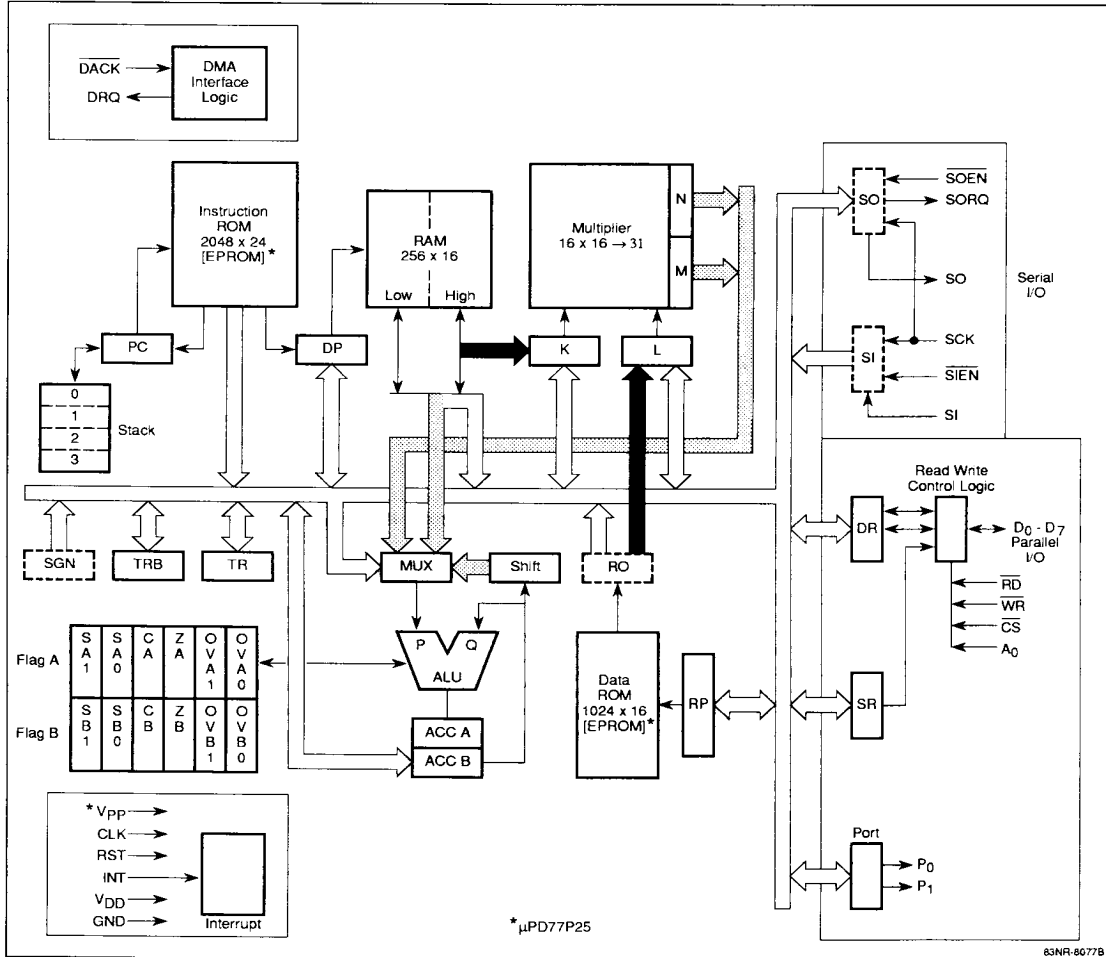 DACK
DRQ
DMA
Interface
Logic
Instruction
ROM
2048 x 24
[EPROM]*
RAM
256 x 16
Low
High
Multiplier
16 x 16 → 31
N
M
PC
DP
K
L
0
1
2
3
Stack
SO
SOEN
SORQ
SO
Serial
I/O
SI
SCK
SIEN
SI
SGN
TRB
TR
MUX
Shift
RO
Read Write
Control Logic
DR
D0 - D7
Parallel
I/O
RD
WR
CS
A0
SR
Flag A
SA1
SA0
CA
ZA
OVA1
OVA0
Flag B
SB1
SB0
CB
ZB
OVB1
OVB0
P
Q
ALU
ACC A
ACC B
Data
ROM
1024 x 16
[EPROM]*
RP
Port
P0
P1
* VPP
CLK
RST
INT
VDD
GND
Interrupt
*µPD77P25
83NR-8077B